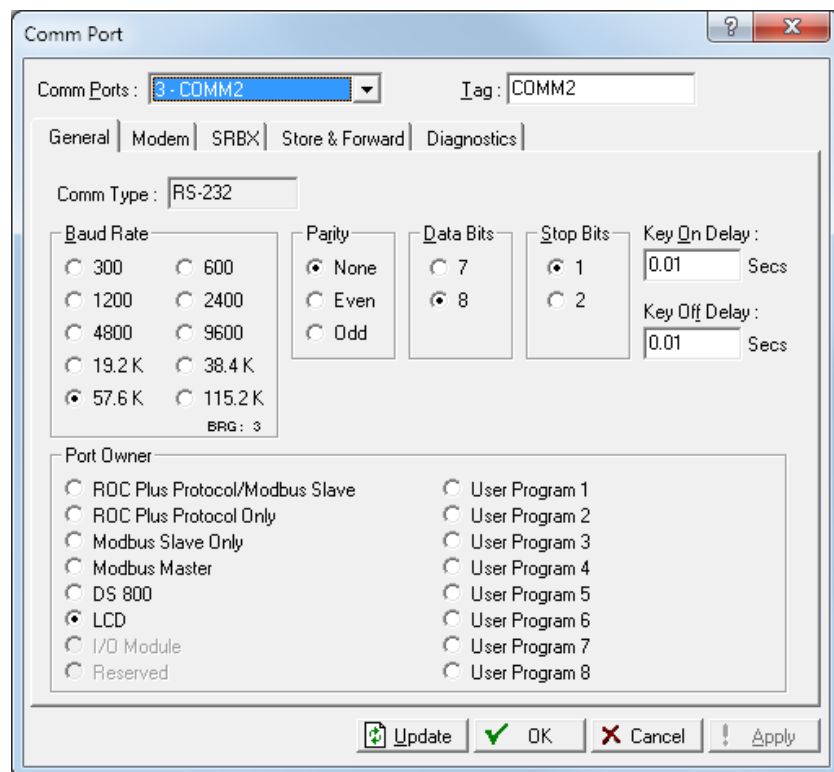 Comm Port
Comm Ports : 3 - COMM2 Tag : COMM2
General Modem SRBX Store & Forward Diagnostics
Comm Type : RS-232
Baud Rate
300 600
1200 2400
4800 9600
19.2 K 38.4 K
57.6 K 115.2 K
BRG: 3
Parity
None
Even
Odd
Data Bits
7
8
Stop Bits
1
2
Key On Delay :
0.01 Secs
Key Off Delay :
0.01 Secs
Port Owner
ROC Plus Protocol/Modbus Slave
ROC Plus Protocol Only
Modbus Slave Only
Modbus Master
DS 800
LCD
I/O Module
Reserved
User Program 1
User Program 2
User Program 3
User Program 4
User Program 5
User Program 6
User Program 7
User Program 8
Update OK Cancel Apply